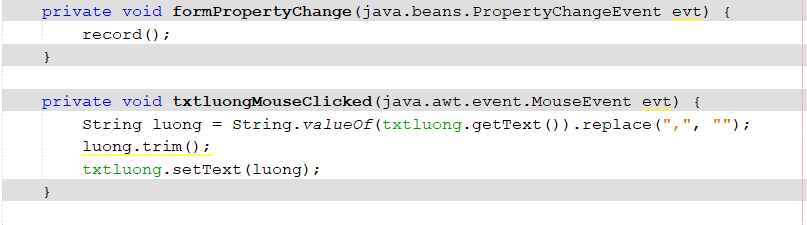 private void formPropertyChange(java.beans.PropertyChangeEvent evt) {
record();
}
private void txtluongMouseClicked(java.awt.event.MouseEvent evt) {
String luong = String.valueOf(txtluong.getText()).replace(",", "");
luong.trim();
txtluong.setText(luong);
}